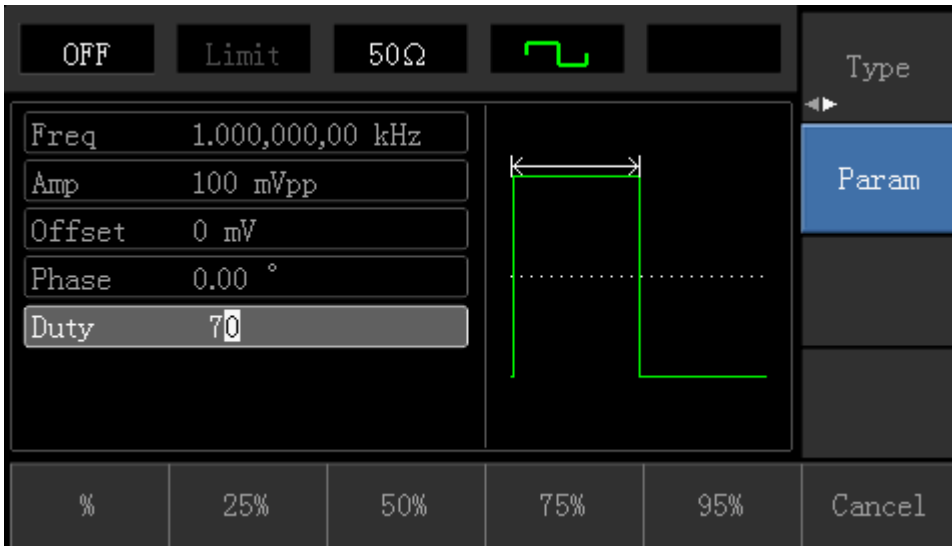 OFF Limit 50Ω
Type
Freq 1.000,000,00 kHz
Amp 100 mVpp
Param
Offset 0 mV
Phase 0.00 °
Duty 70
% 25% 50% 75% 95% Cancel